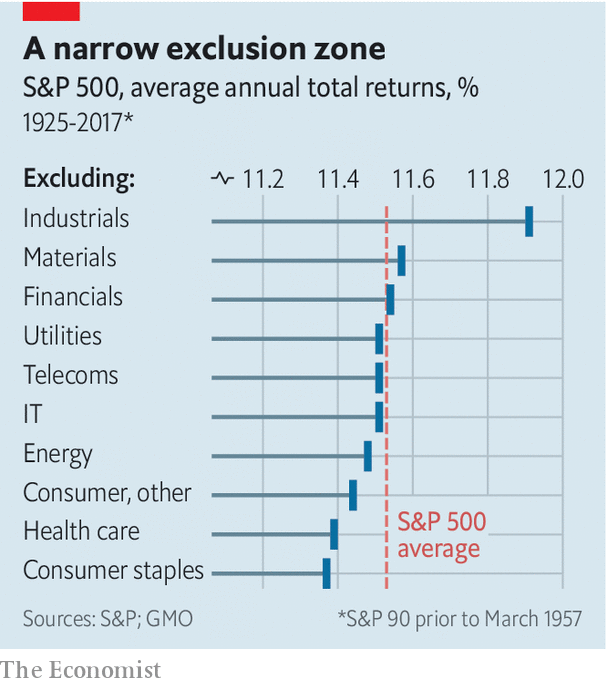 A narrow exclusion zone
S&P 500, average annual total returns, %
1925-2017*
Excluding: 11.2 11.4 11.6 11.8 12.0
Industrials
Materials
Financials
Utilities
Telecoms
IT
Energy
Consumer, other
Health care
Consumer staples
S&P 500
average
Sources: S&P; GMO *S&P 90 prior to March 1957
The Economist